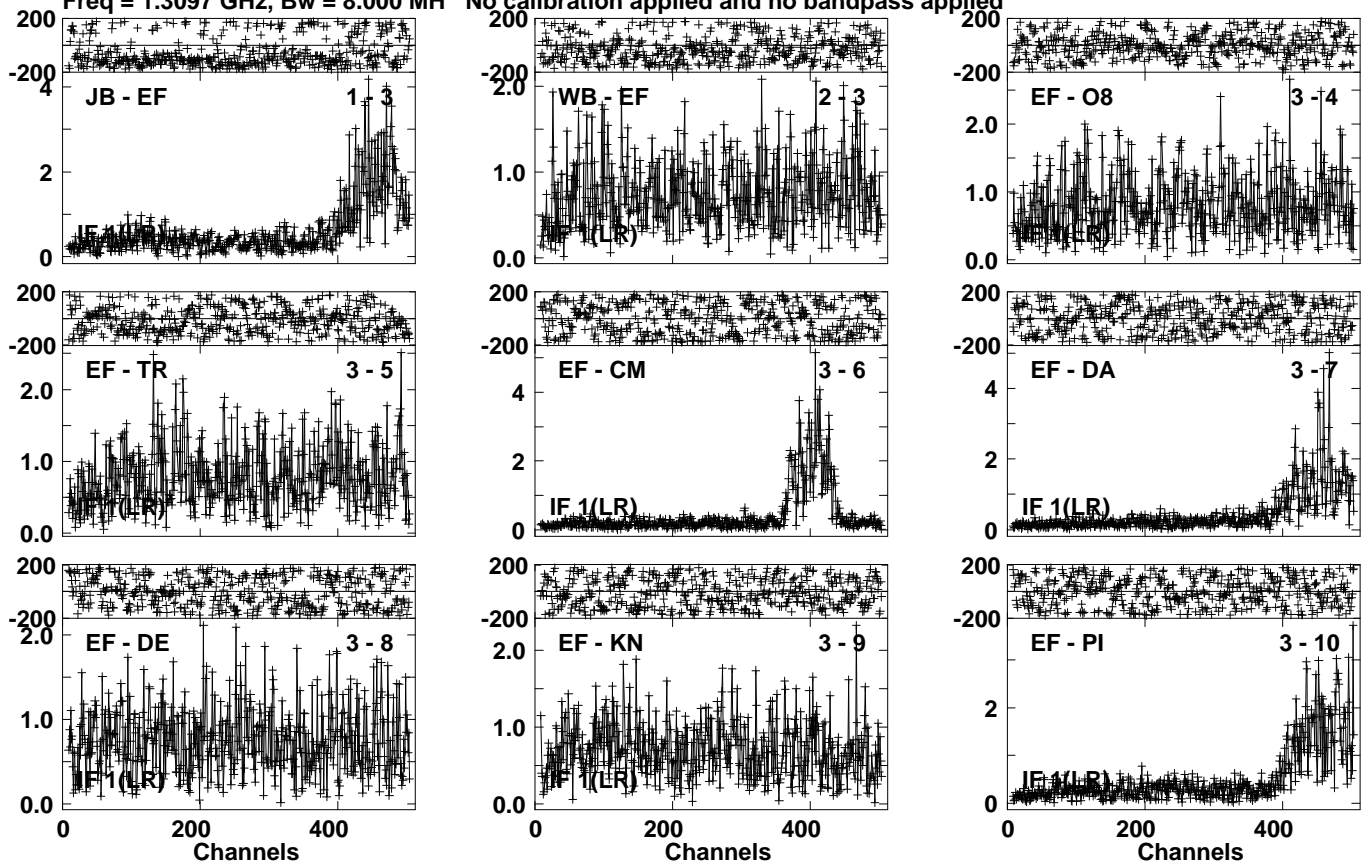 Freq = 1.3097 GHz, Bw = 8.000 MH No calibration applied and no bandpass applied
200
-200
JB - EF 1 - 3
4
2
0
IF 1(LR)
200
-200
WB - EF 2 - 3
2.0
1.0
0.0
IF 1(LR)
200
-200
EF - O8 3 - 4
2.0
1.0
0.0
IF 1(LR)
200
-200
EF - TR 3 - 5
2.0
1.0
0.0
IF 1(LR)
200
-200
EF - CM 3 - 6
4
2
0
IF 1(LR)
200
-200
EF - DA 3 - 7
4
2
0
IF 1(LR)
200
-200
EF - DE 3 - 8
2.0
1.0
0.0
IF 1(LR)
0 200 400
Channels
200
-200
EF - KN 3 - 9
2.0
1.0
0.0
IF 1(LR)
0 200 400
Channels
200
-200
EF - PI 3 - 10
2
0
IF 1(LR)
0 200 400
Channels